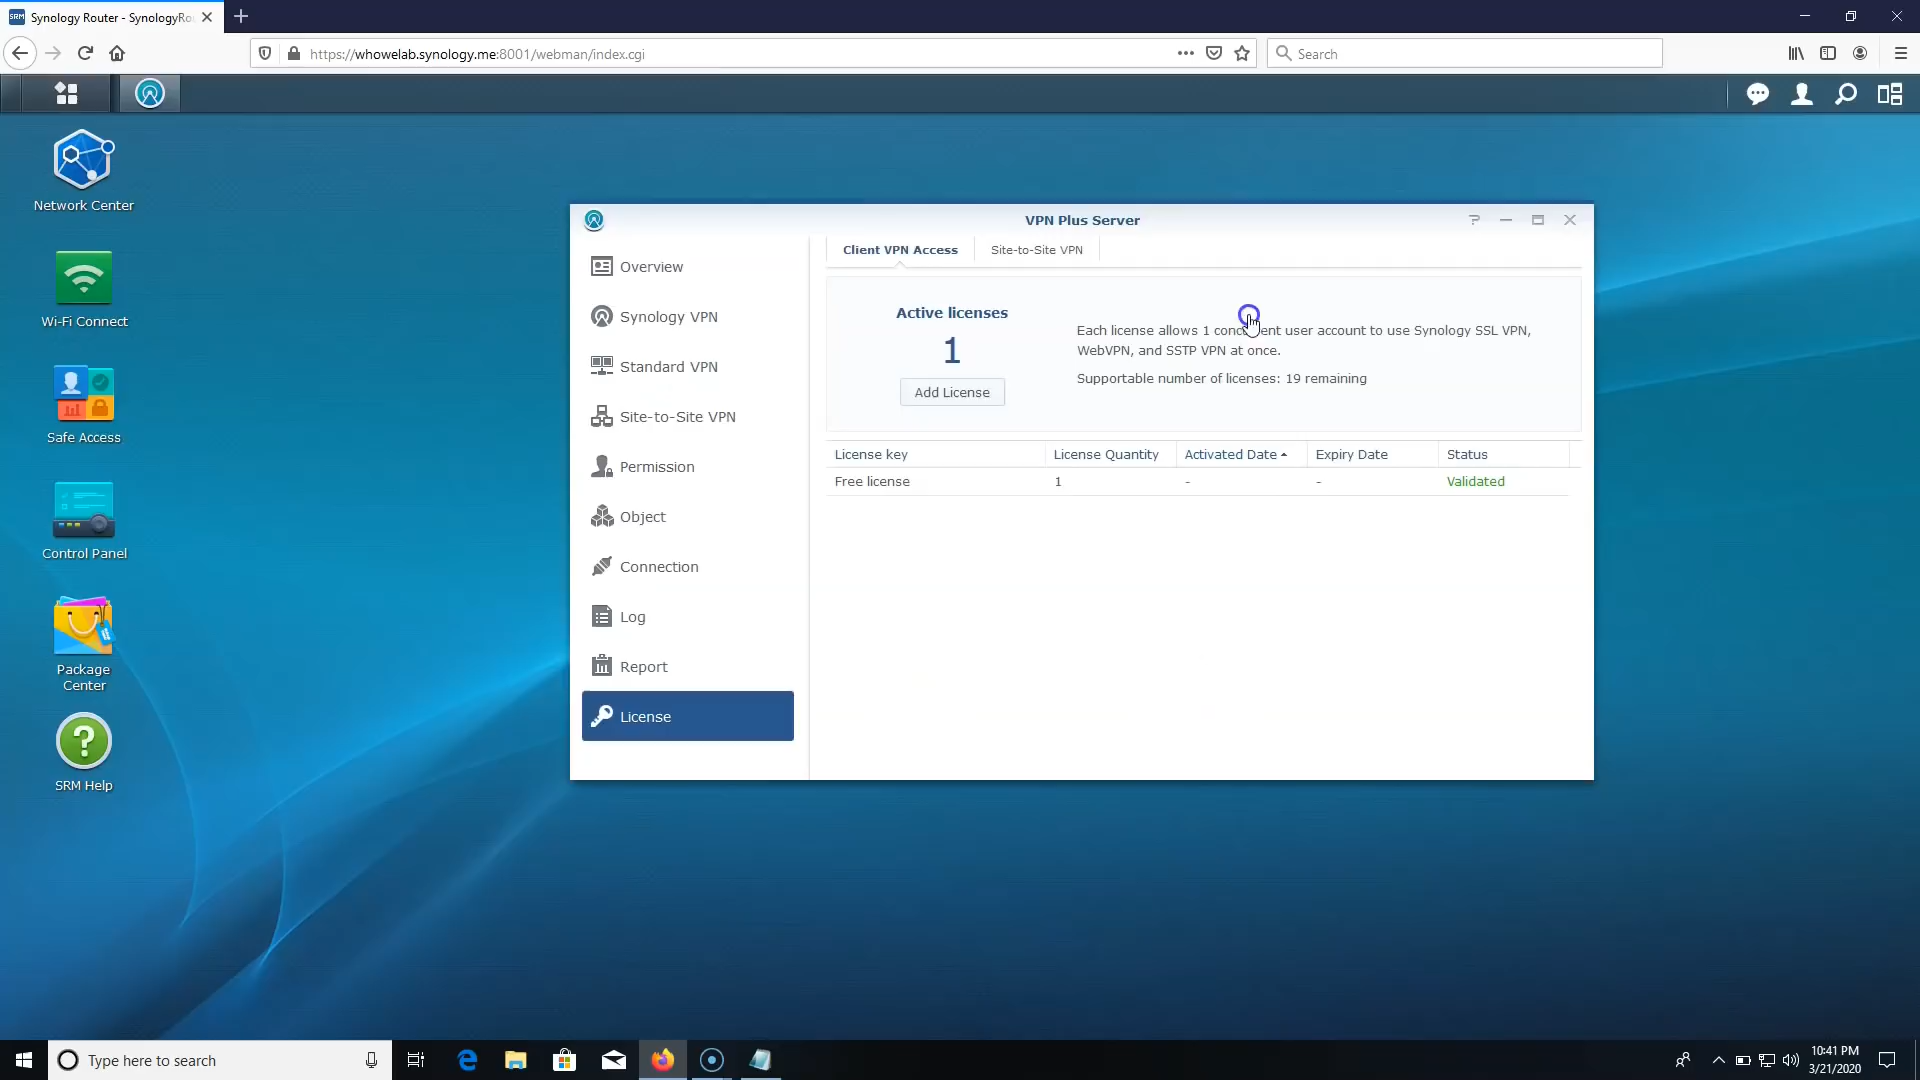 SRM
Synology Router - SynologyRo
https://whowelab.synology.me:8001/webman/index.cgi
Search
Network Center
Wi-Fi Connect
Safe Access
Control Panel
Package
Center
SRM Help
VPN Plus Server
Overview
Synology VPN
Standard VPN
Site-to-Site VPN
Permission
Object
Connection
Log
Report
License
Client VPN Access
Site-to-Site VPN
Active licenses
1
Add License
Each license allows 1 user account to use Synology SSL VPN,
WebVPN, and SSTP VPN at once.
Supportable number of licenses: 19 remaining
License key License Quantity Activated Date Expiry Date Status
Free license 1 - - Validated
Type here to search
10:41 PM
3/21/2020